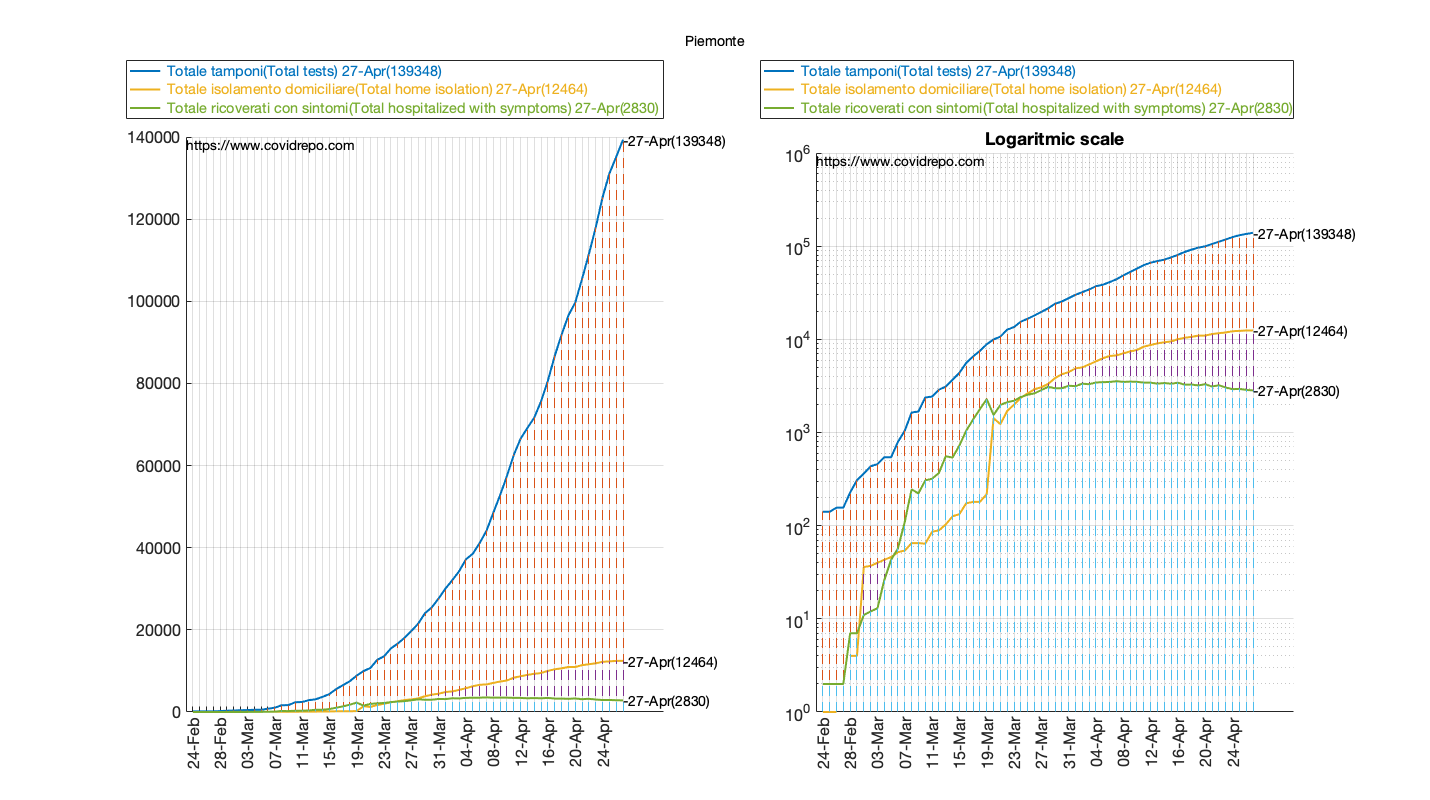 Piemonte
Totale tamponi(Total tests) 27-Apr(139348)
Totale isolamento domiciliare(Total home isolation) 27-Apr(12464)
Totale ricoverati con sintomi(Total hospitalized with symptoms) 27-Apr(2830)
140000
120000
100000
80000
60000
40000
20000
0
https://www.covidrepo.com
-27-Apr(139348)
-27-Apr(12464)
-27-Apr(2830)
24-Feb
28-Feb
03-Mar
07-Mar
11-Mar
15-Mar
19-Mar
23-Mar
27-Mar
31-Mar
04-Apr
08-Apr
12-Apr
16-Apr
20-Apr
24-Apr
Totale tamponi(Total tests) 27-Apr(139348)
Totale isolamento domiciliare(Total home isolation) 27-Apr(12464)
Totale ricoverati con sintomi(Total hospitalized with symptoms) 27-Apr(2830)
Logaritmic scale
10^6
10^5
10^4
10^3
10^2
10^1
10^0
https://www.covidrepo.com
-27-Apr(139348)
-27-Apr(12464)
-27-Apr(2830)
24-Feb
28-Feb
03-Mar
07-Mar
11-Mar
15-Mar
19-Mar
23-Mar
27-Mar
31-Mar
04-Apr
08-Apr
12-Apr
16-Apr
20-Apr
24-Apr